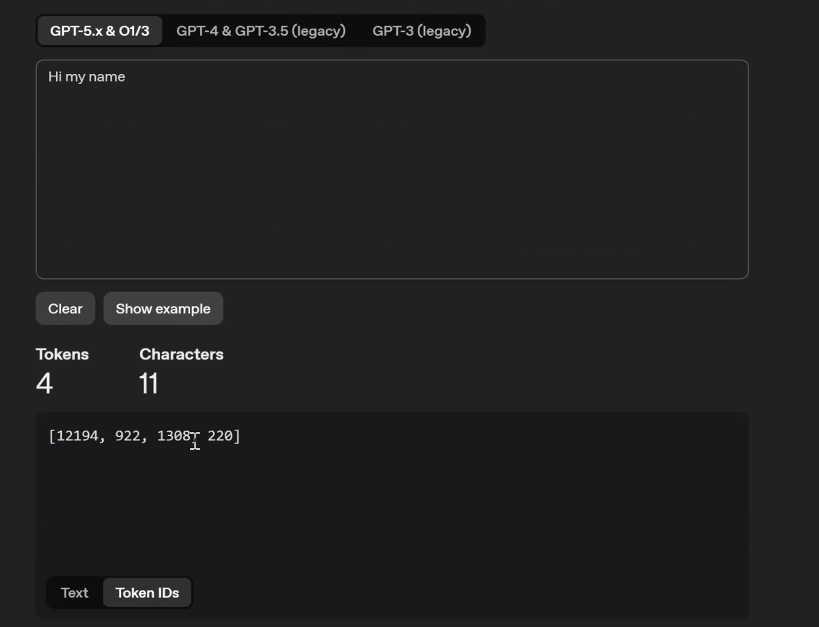 GPT-5.x & O1/3 GPT-4 & GPT-3.5 (legacy) GPT-3 (legacy)
Hi my name
Clear Show example
Tokens Characters
4 11
[12194, 922, 1308, 220]
Text Token IDs